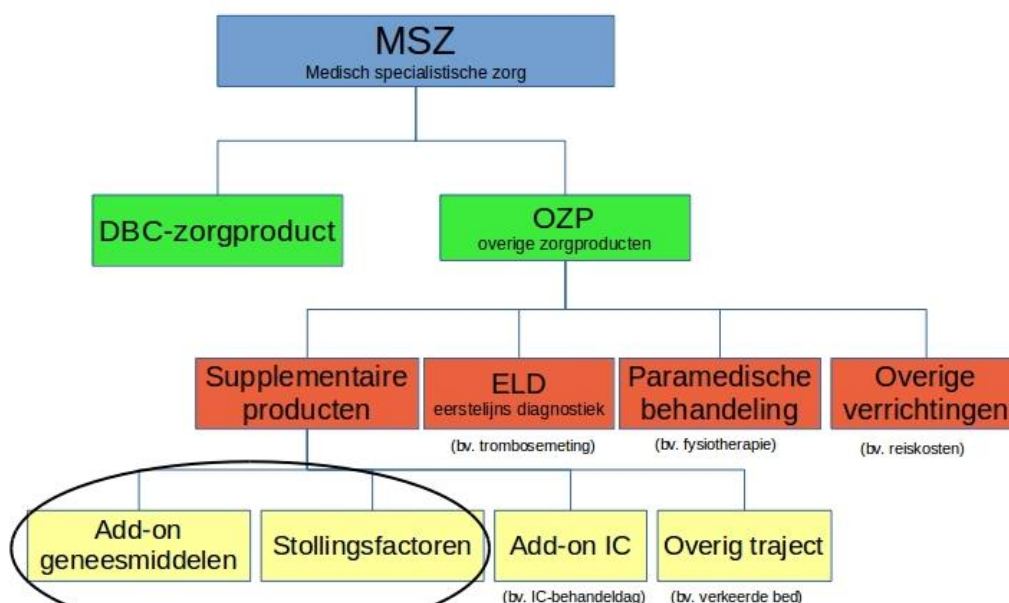 MSZ
Medisch specialistische zorg
DBC-zorgproduct
OZP
overige zorgproducten
Supplementaire
producten
ELD
eerstelijns diagnostiek
(bv. trombosemeting)
Paramedische
behandeling
(bv. fysiotherapie)
Overige
verrichtingen
(bv. reiskosten)
Add-on
geneesmiddelen
Stollingsfactoren
Add-on IC
(bv. IC-behandeldag)
Overig traject
(bv. verkeerde bed)